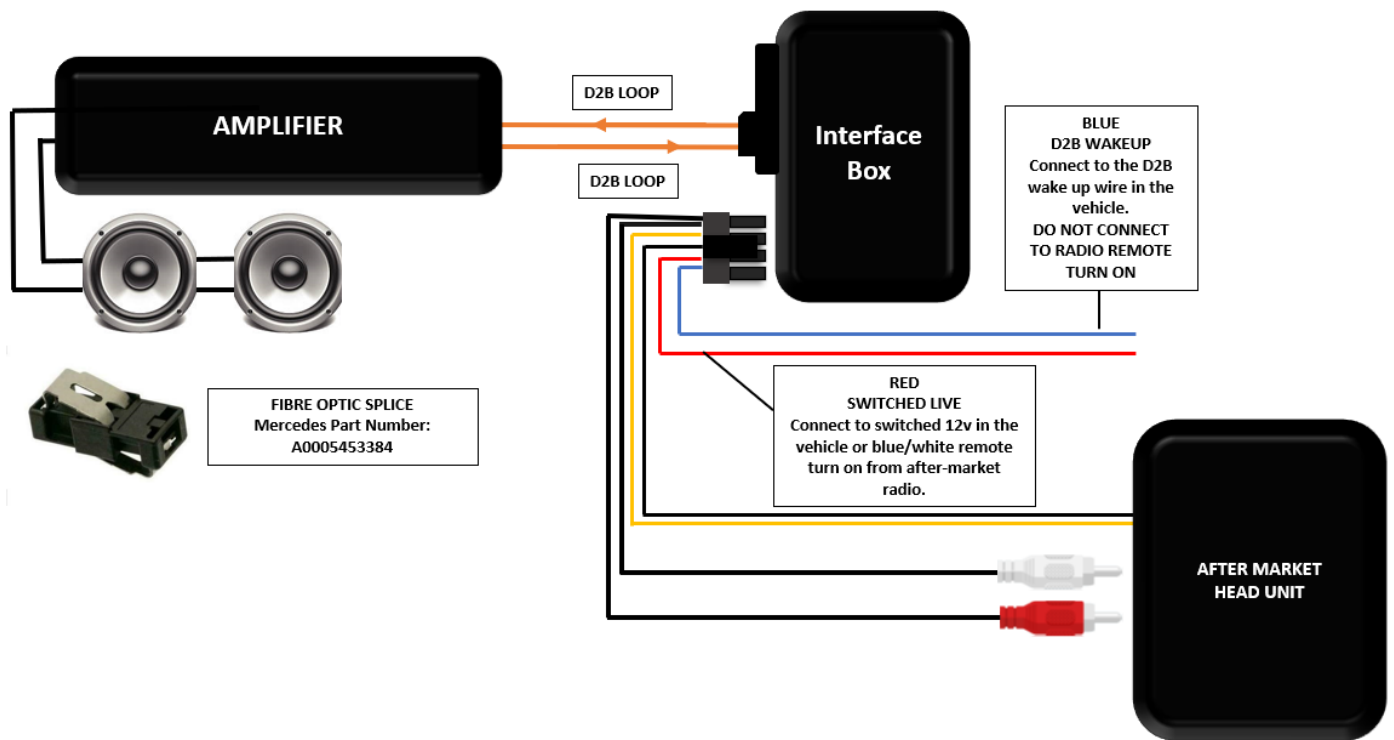 AMPLIFIER
D2B LOOP
D2B LOOP
Interface
Box
BLUE
D2B WAKEUP
Connect to the D2B
wake up wire in the
vehicle.
DO NOT CONNECT
TO RADIO REMOTE
TURN ON
FIBRE OPTIC SPLICE
Mercedes Part Number:
A0005453384
RED
SWITCHED LIVE
Connect to switched 12v in the
vehicle or blue/white remote
turn on from after-market
radio.
AFTER MARKET
HEAD UNIT